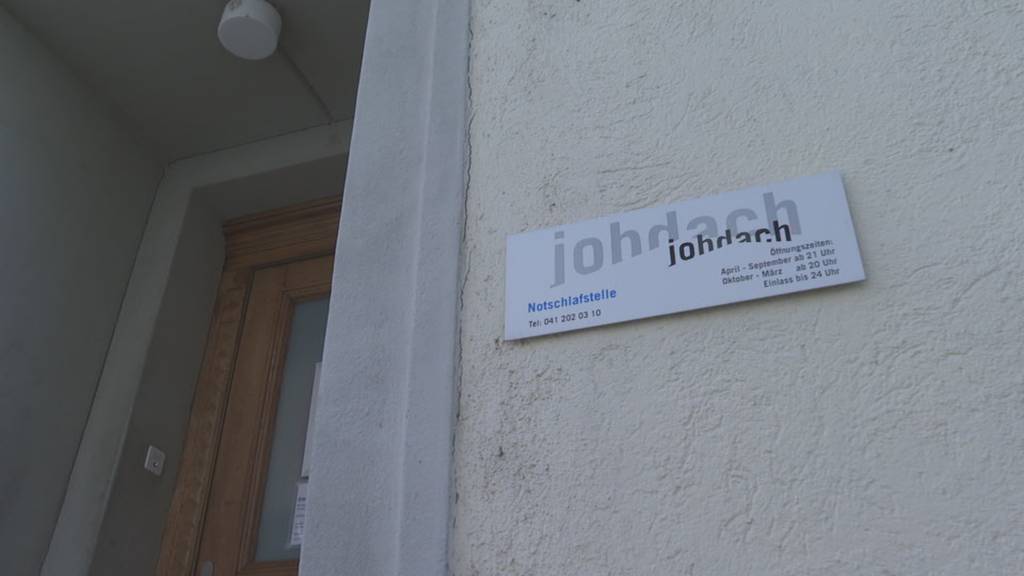 johdach
johdach
Notschlafstelle
Tel: 041 202 03 10
Öffnungszeiten:
April - September ab 21 Uhr
Oktober - März ab 20 Uhr
Einlass bis 24 Uhr